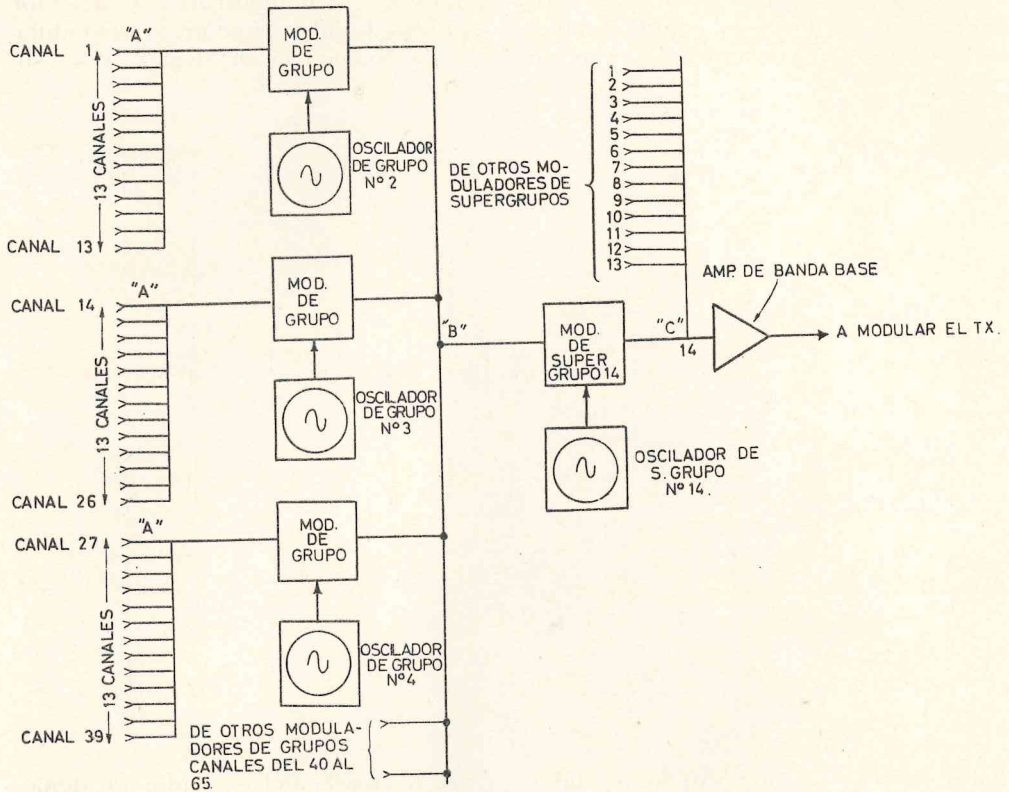 CANAL 1
"A"
13 CANALES
CANAL 13
MOD.
DE
GRUPO
OSCILADOR
DE GRUPO
Nº 2
CANAL 14
"A"
13 CANALES
CANAL 26
MOD.
DE
GRUPO
OSCILADOR
DE GRUPO
Nº 3
CANAL 27
"A"
13 CANALES
CANAL 39
MOD.
DE
GRUPO
OSCILADOR
DE GRUPO
Nº 4
DE OTROS MODULA-
DORES DE GRUPOS
CANALES DEL 40 AL
65.
"B"
MOD.
DE
SUPER
GRUPO 14
OSCILADOR DE
S. GRUPO
Nº 14.
DE OTROS MO-
DULADORES DE
SUPERGRUPOS
1
2
3
4
5
6
7
8
9
10
11
12
13
"C"
14
AMP. DE BANDA BASE
A MODULAR EL TX.